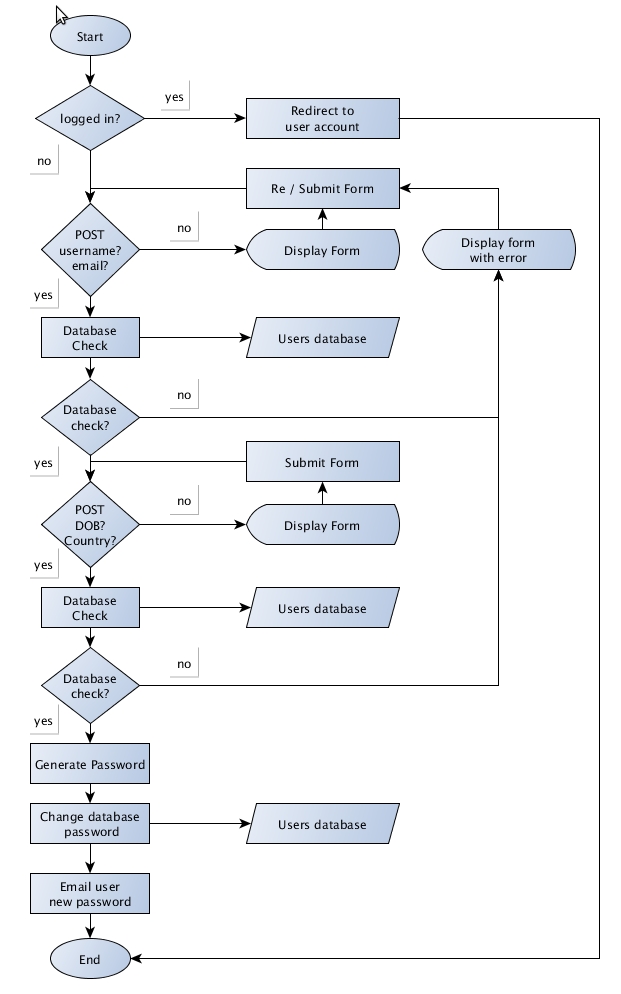 Start
yes
logged in?
Redirect to
user account
no
Re / Submit Form
POST
username?
email?
no
Display Form
Display form
with error
yes
Database
Check
Users database
no
Database
check?
yes
Submit Form
POST
DOB?
Country?
no
Display Form
yes
Database
Check
Users database
no
Database
check?
yes
Generate Password
Change database
password
Users database
Email user
new password
End